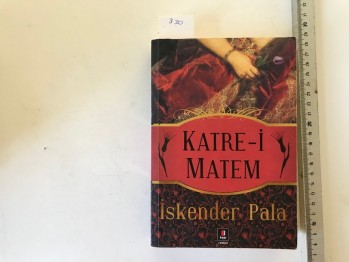 KATRE-İ
MATEM
İskender Pala